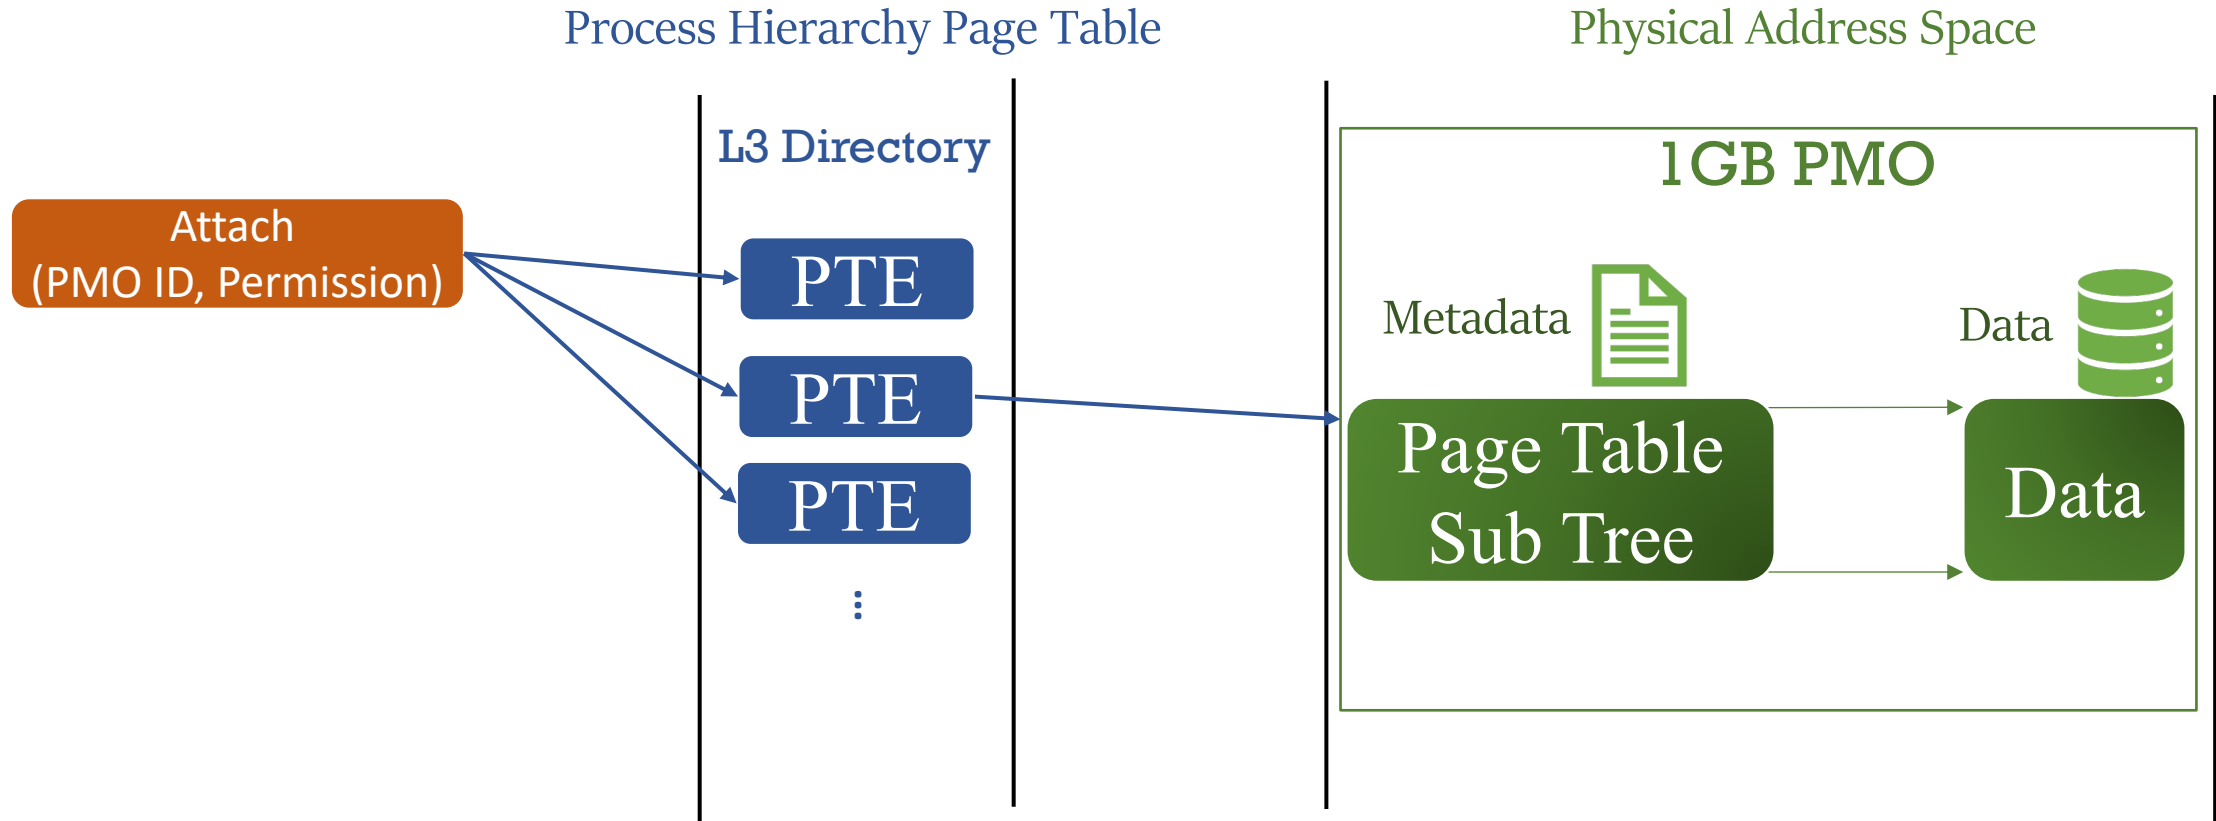 Process Hierarchy Page Table
Physical Address Space
L3 Directory
1GB PMO
Attach
(PMO ID, Permission)
PTE
PTE
PTE
Metadata
Data
Page Table
Sub Tree
Data